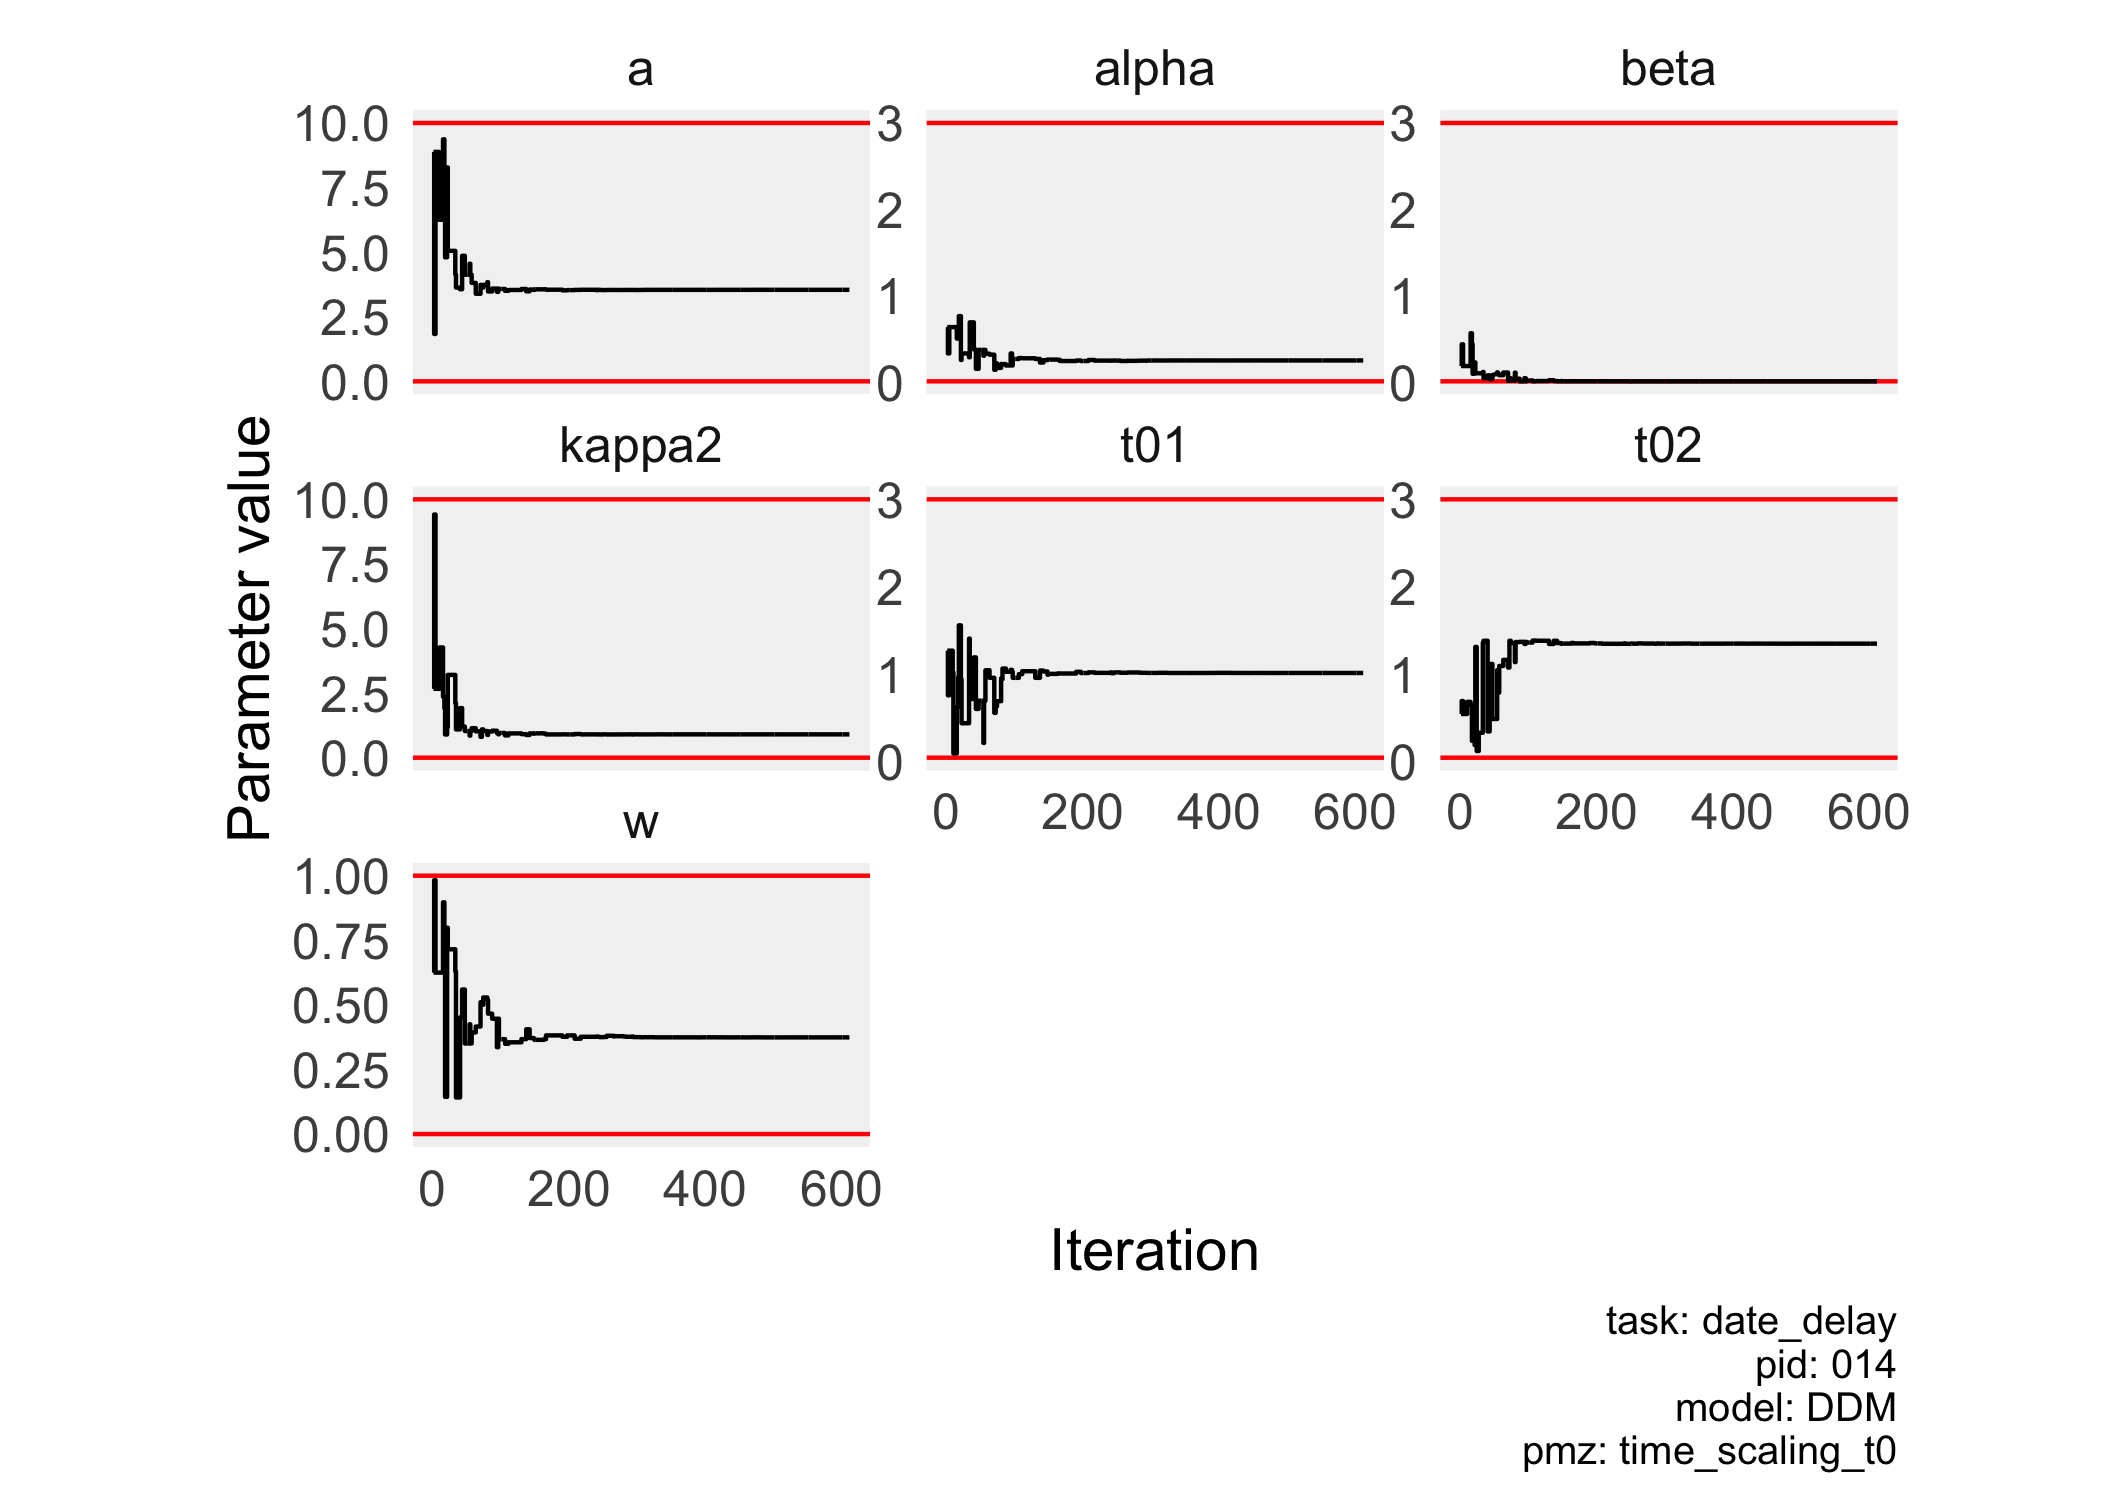 a
alpha
beta
10.0
7.5
5.0
2.5
0.0
3
2
1
0
3
2
1
0
kappa2
t01
t02
10.0
7.5
5.0
2.5
0.0
3
2
1
0
3
2
1
0
0 200 400 600
0 200 400 600
w
1.00
0.75
0.50
0.25
0.00
0 200 400 600
Parameter value
Iteration
task: date_delay
pid: 014
model: DDM
pmz: time_scaling_t0